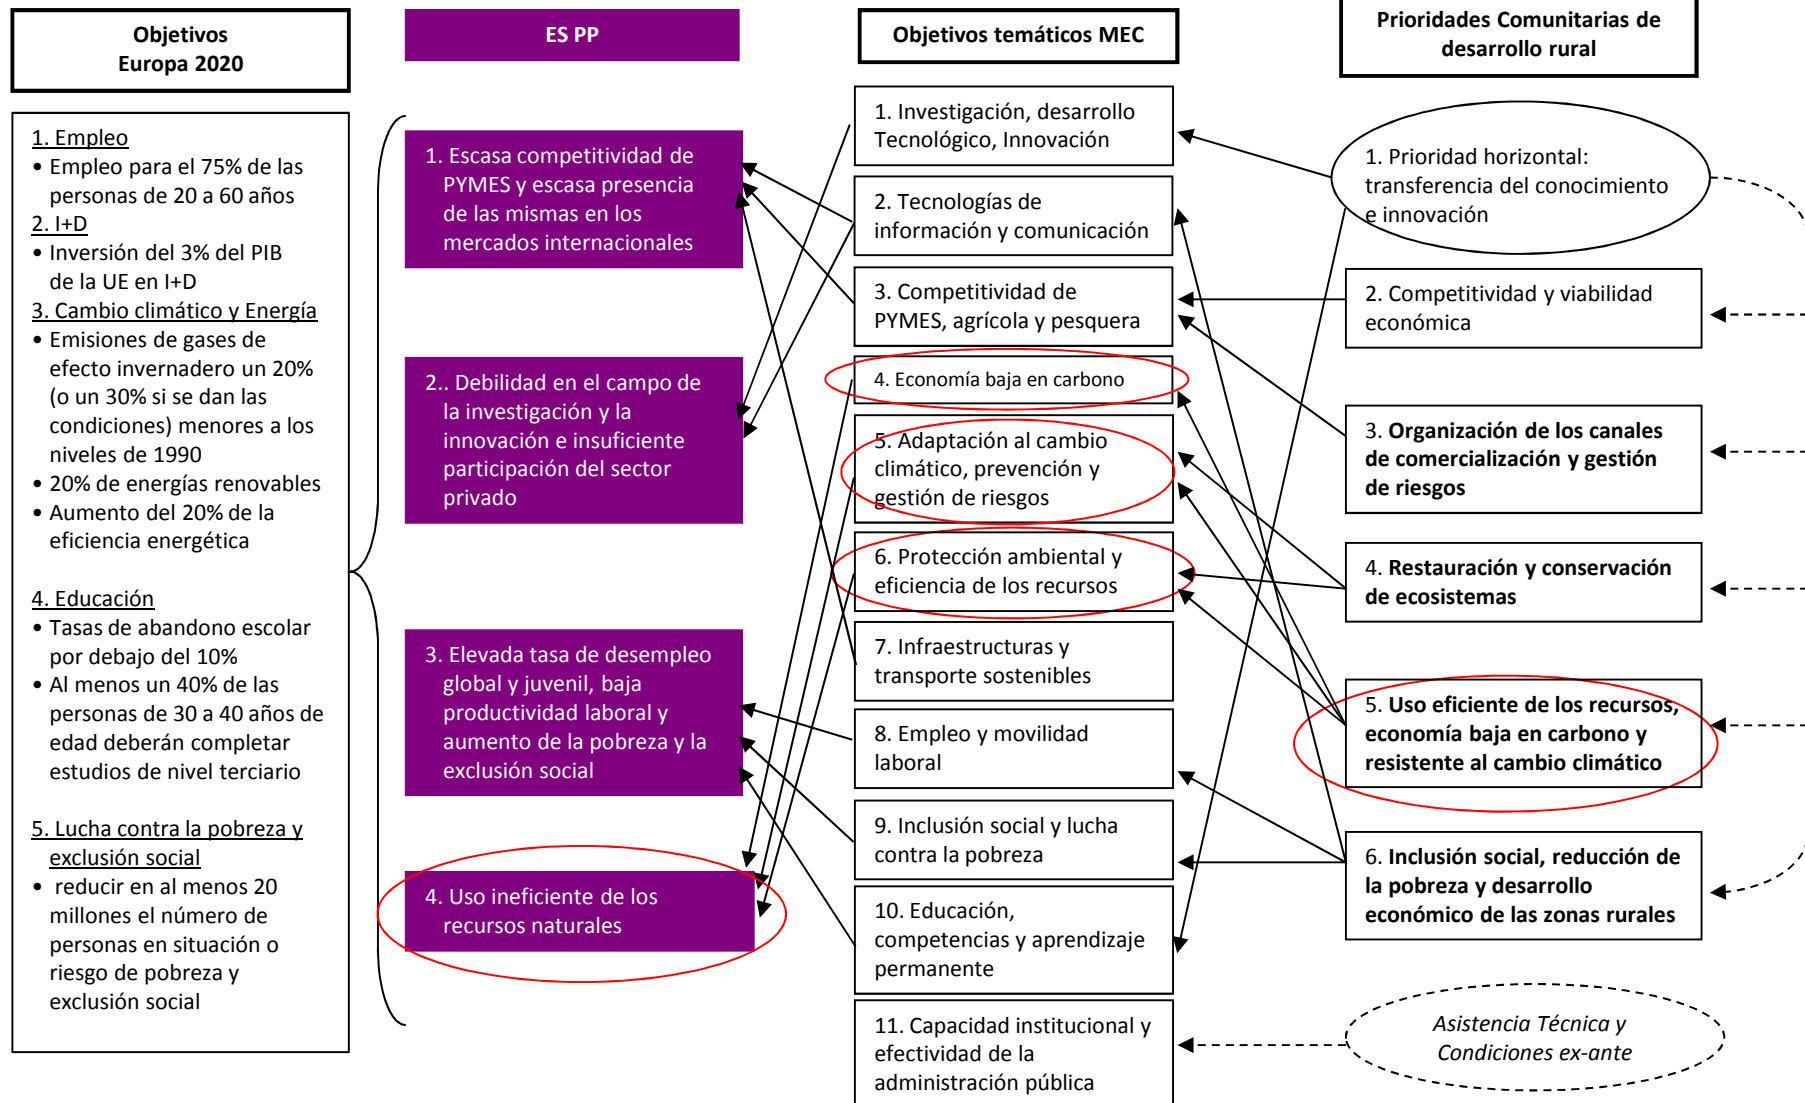 Objetivos
Europa 2020
1. Empleo
• Empleo para el 75% de las
personas de 20 a 60 años
2. I+D
• Inversión del 3% del PIB
de la UE en I+D
3. Cambio climático y Energía
• Emisiones de gases de
efecto invernadero un 20%
(o un 30% si se dan las
condiciones) menores a los
niveles de 1990
• 20% de energías renovables
• Aumento del 20% de la
eficiencia energética
4. Educación
• Tasas de abandono escolar
por debajo del 10%
• Al menos un 40% de las
personas de 30 a 40 años de
edad deberán completar
estudios de nivel terciario
5. Lucha contra la pobreza y
exclusión social
• reducir en al menos 20
millones el número de
personas en situación o
riesgo de pobreza y
exclusión social
ES PP
1. Escasa competitividad de
PYMES y escasa presencia
de las mismas en los
mercados internacionales
2.. Debilidad en el campo de
la investigación y la
innovación e insuficiente
participación del sector
privado
3. Elevada tasa de desempleo
global y juvenil, baja
productividad laboral y
aumento de la pobreza y la
exclusión social
4. Uso ineficiente de los
recursos naturales
Objetivos temáticos MEC
1. Investigación, desarrollo
Tecnológico, Innovación
2. Tecnologías de
información y comunicación
3. Competitividad de
PYMES, agrícola y pesquera
4. Economía baja en carbono
5. Adaptación al cambio
climático, prevención y
gestión de riesgos
6. Protección ambiental y
eficiencia de los recursos
7. Infraestructuras y
transporte sostenibles
8. Empleo y movilidad
laboral
9. Inclusión social y lucha
contra la pobreza
10. Educación,
competencias y aprendizaje
permanente
11. Capacidad institucional y
efectividad de la
administración pública
Prioridades Comunitarias de
desarrollo rural
1. Prioridad horizontal:
transferencia del conocimiento
e innovación
2. Competitividad y viabilidad
económica
3. Organización de los canales
de comercialización y gestión
de riesgos
4. Restauración y conservación
de ecosistemas
5. Uso eficiente de los recursos,
economía baja en carbono y
resistente al cambio climático
6. Inclusión social, reducción de
la pobreza y desarrollo
económico de las zonas rurales
Asistencia Técnica y
Condiciones ex-ante